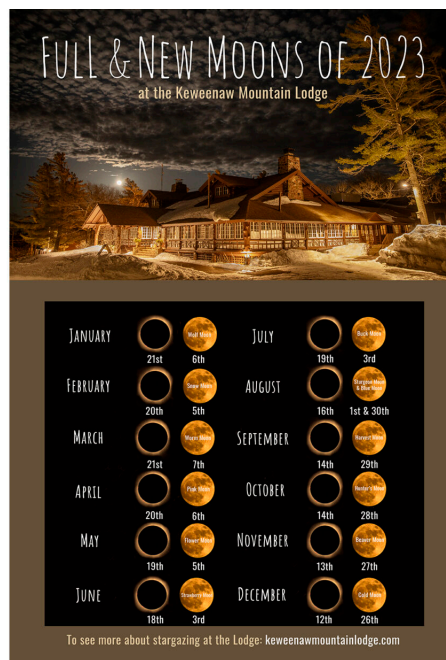 FULL & NEW MOONS OF 2023
at the Keweenaw Mountain Lodge
JANUARY
21st
Wolf Moon
6th
FEBRUARY
20th
Snow Moon
5th
MARCH
21st
Worm Moon
7th
APRIL
20th
Pink Moon
6th
MAY
19th
Flower Moon
5th
JUNE
18th
Strawberry Moon
3rd
JULY
19th
Buck Moon
3rd
AUGUST
16th
Sturgeon Moon
& Blue Moon
1st & 30th
SEPTEMBER
14th
Harvest Moon
29th
OCTOBER
14th
Hunter's Moon
28th
NOVEMBER
13th
Beaver Moon
27th
DECEMBER
12th
Cold Moon
26th
To see more about stargazing at the Lodge: keweenawmountainlodge.com